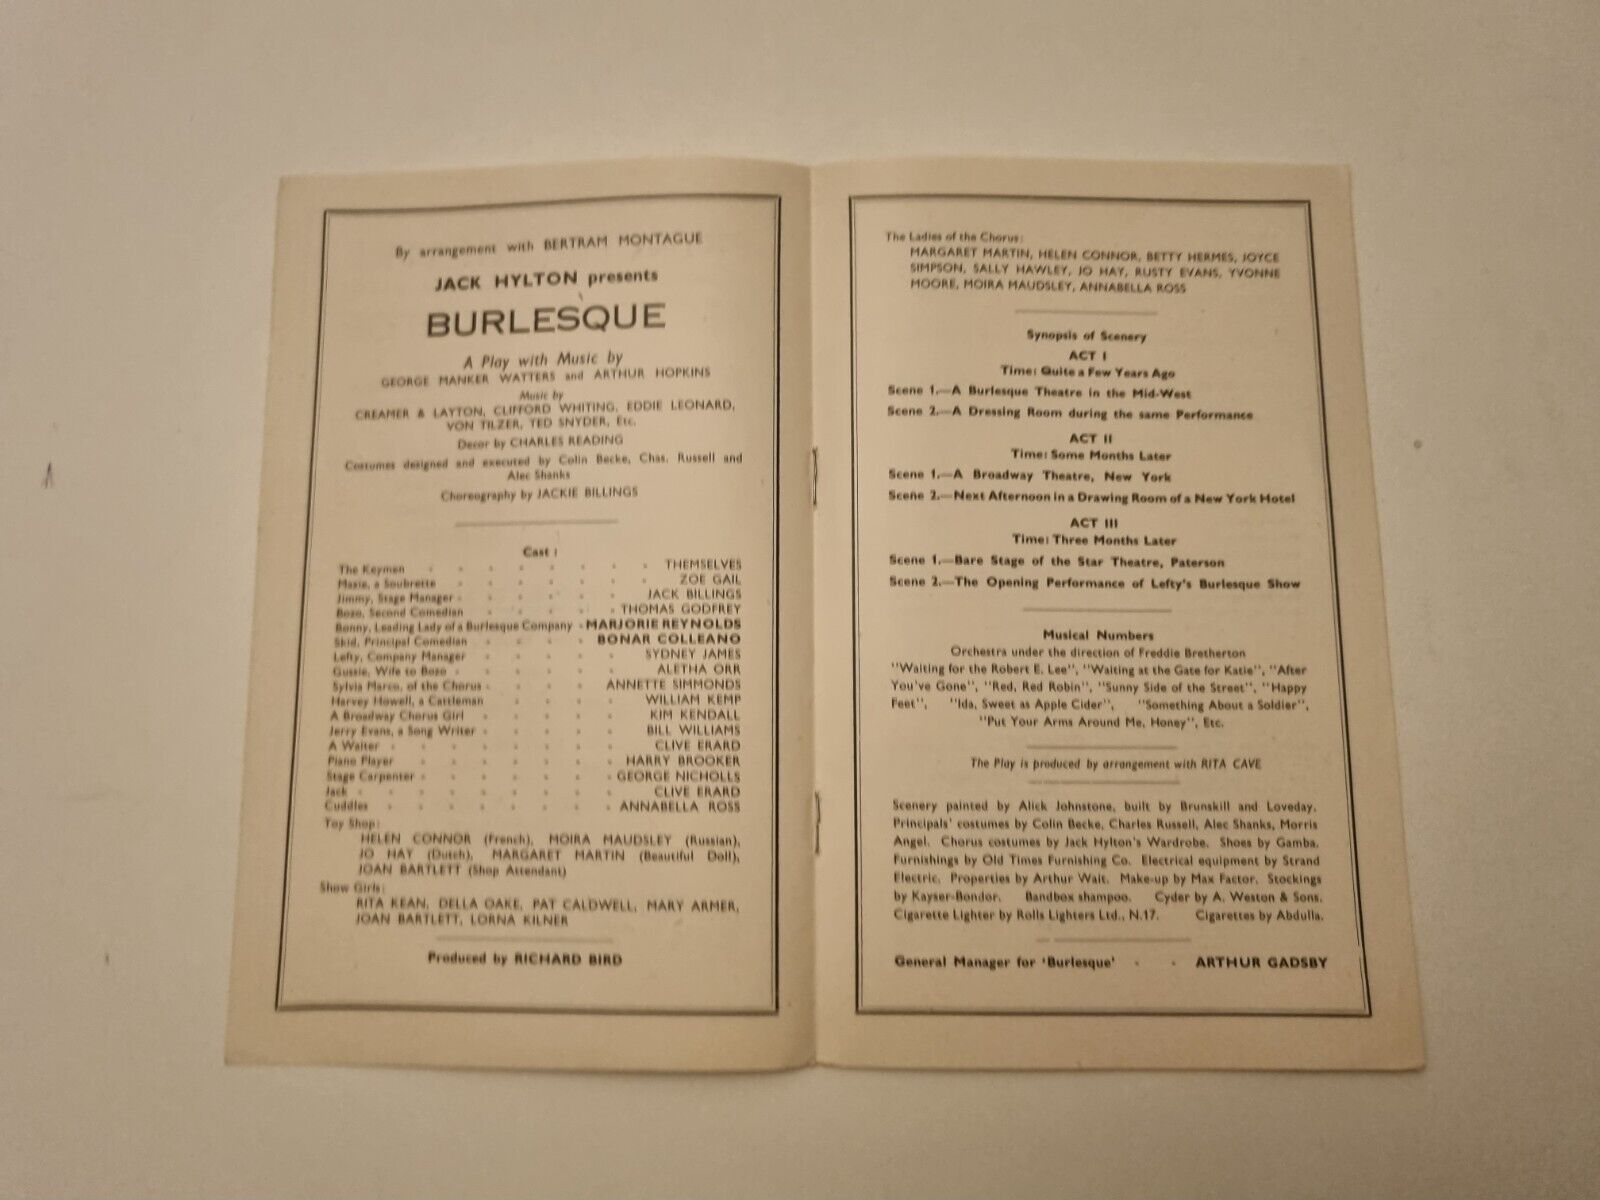 By arrangement with BERTRAM MONTAGUE
JACK HYLTON presents
BURLESQUE
A Play with Music by
GEORGE MANKER WATTERS and ARTHUR HOPKINS
Music by
CREAMER & LAYTON, CLIFFORD WHITING, EDDIE LEONARD,
VON TILZER, TED SNYDER, Etc.
Decor by CHARLES READING
Costumes designed and executed by Colin Becke, Chas. Russell and
Alec Shanks
Choreography by JACKIE BILLINGS
Cast :
The Keymen - - - - - - - - THEMSELVES
Mazie, a Soubrette - - - - - - - ZOE GAIL
Jimmy, Stage Manager - - - - - - JACK BILLINGS
Bozo, Second Comedian - - - - - THOMAS GODFREY
Bonny, Leading Lady of a Burlesque Company - MARJORIE REYNOLDS
Skid, Principal Comedian - - - - BONAR COLLEANO
Lefty, Company Manager - - - - - SYDNEY JAMES
Gussie, Wife to Bozo - - - - - - ALETHA ORR
Sylvia Marco, of the Chorus - - - - - ANNETTE SIMMONDS
Harvey Howell, a Cattleman - - - - - WILLIAM KEMP
A Broadway Chorus Girl - - - - - KIM KENDALL
Jerry Evans, a Song Writer - - - - - BILL WILLIAMS
A Waiter - - - - - - - - CLIVE ERARD
Piano Player - - - - - - - HARRY BROOKER
Stage Carpenter - - - - - - - GEORGE NICHOLLS
Jack - - - - - - - - - CLIVE ERARD
Cuddles - - - - - - - - ANNABELLA ROSS
Toy Shop:
HELEN CONNOR (French), MOIRA MAUDSLEY (Russian),
JO HAY (Dutch), MARGARET MARTIN (Beautiful Doll),
JOAN BARTLETT (Shop Attendant)
Show Girls:
RITA KEAN, DELLA OAKE, PAT CALDWELL, MARY ARMER,
JOAN BARTLETT, LORNA KILNER
Produced by RICHARD BIRD
The Ladies of the Chorus:
MARGARET MARTIN, HELEN CONNOR, BETTY HERMES, JOYCE
SIMPSON, SALLY HAWLEY, JO HAY, RUSTY EVANS, YVONNE
MOORE, MOIRA MAUDSLEY, ANNABELLA ROSS
Synopsis of Scenery
ACT I
Time: Quite a Few Years Ago
Scene 1.—A Burlesque Theatre in the Mid-West
Scene 2.—A Dressing Room during the same Performance
ACT II
Time: Some Months Later
Scene 1.—A Broadway Theatre, New York
Scene 2.—Next Afternoon in a Drawing Room of a New York Hotel
ACT III
Time: Three Months Later
Scene 1.—Bare Stage of the Star Theatre, Paterson
Scene 2.—The Opening Performance of Lefty's Burlesque Show
Musical Numbers
Orchestra under the direction of Freddie Bretherton
"Waiting for the Robert E. Lee", "Waiting at the Gate for Katie", "After
You've Gone", "Red, Red Robin", "Sunny Side of the Street", "Happy
Feet", "Ida, Sweet as Apple Cider", "Something About a Soldier",
"Put Your Arms Around Me, Honey", Etc.
The Play is produced by arrangement with RITA CAVE
Scenery painted by Alick Johnstone, built by Brunskill and Loveday.
Principals' costumes by Colin Becke, Charles Russell, Alec Shanks, Morris
Angel. Chorus costumes by Jack Hylton's Wardrobe. Shoes by Gamba.
Furnishings by Old Times Furnishing Co. Electrical equipment by Strand
Electric. Properties by Arthur Wait. Make-up by Max Factor. Stockings
by Kayser-Bondor. Bandbox shampoo. Cyder by A. Weston & Sons.
Cigarette Lighter by Rolls Lighters Ltd., N.17. Cigarettes by Abdulla.
General Manager for 'Burlesque' - - ARTHUR GADSBY